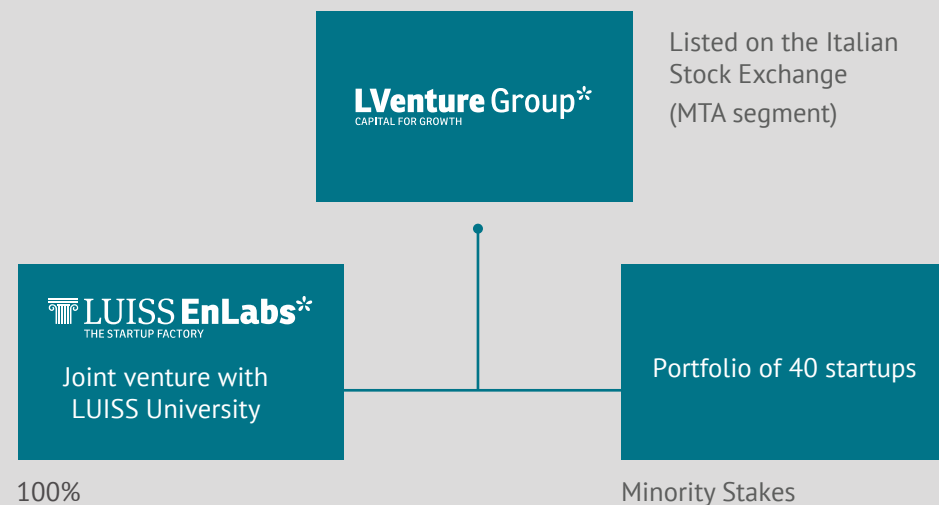 LVenture Group*
CAPITAL FOR GROWTH
Listed on the Italian
Stock Exchange
(MTA segment)
LUISS EnLabs*
THE STARTUP FACTORY
Joint venture with
LUISS University
Portfolio of 40 startups
100%
Minority Stakes